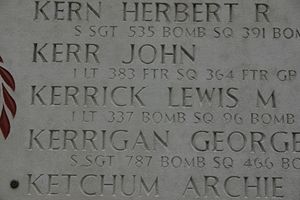 KERN HERBERT R
S SGT 535 BOMB SQ 391 BOM
KERR JOHN
1 LT 383 FTR SQ 364 FTR GP
KERRICK LEWIS M
1 LT 337 BOMB SQ 96 BOMB
KERRIGAN GEORGE
S SGT 787 BOMB SQ 466 BO
KETCHUM ARCHIE